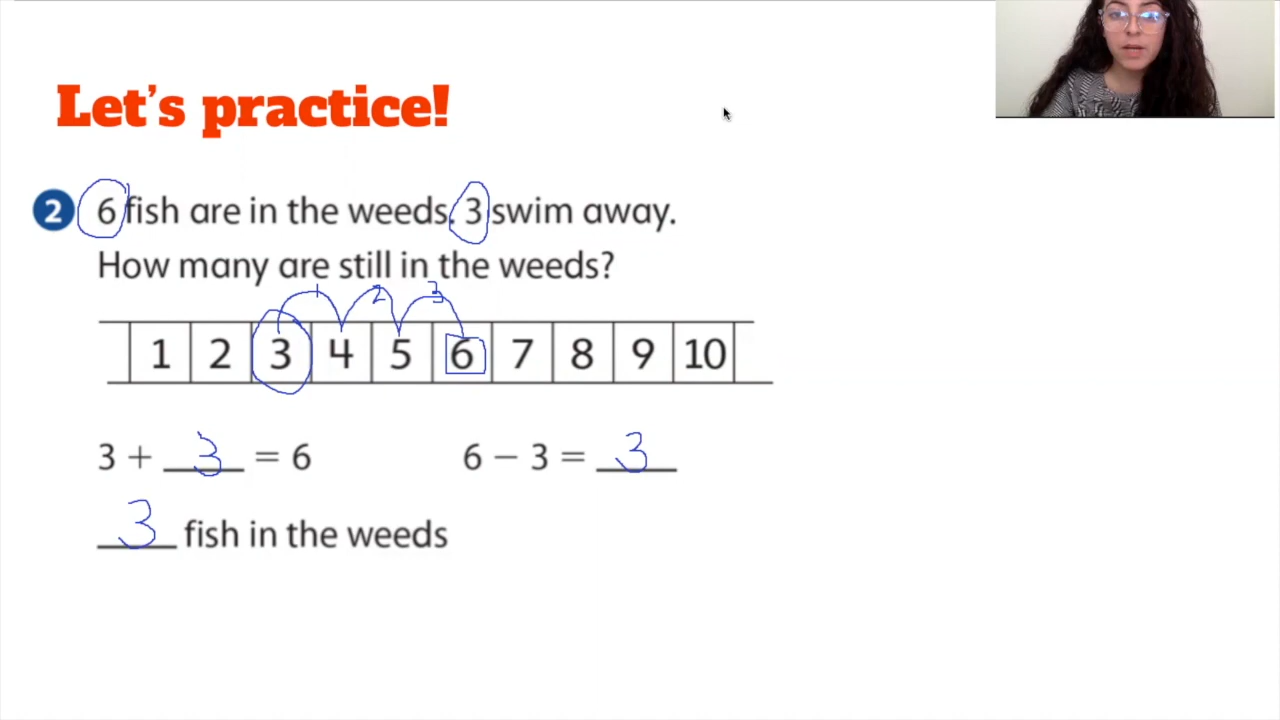 Let's practice!
2 6 fish are in the weeds. 3 swim away.
How many are still in the weeds?
1 2 3
1 2 3 4 5 6 7 8 9 10
3 + 3 = 6 6 − 3 = 3
3 fish in the weeds